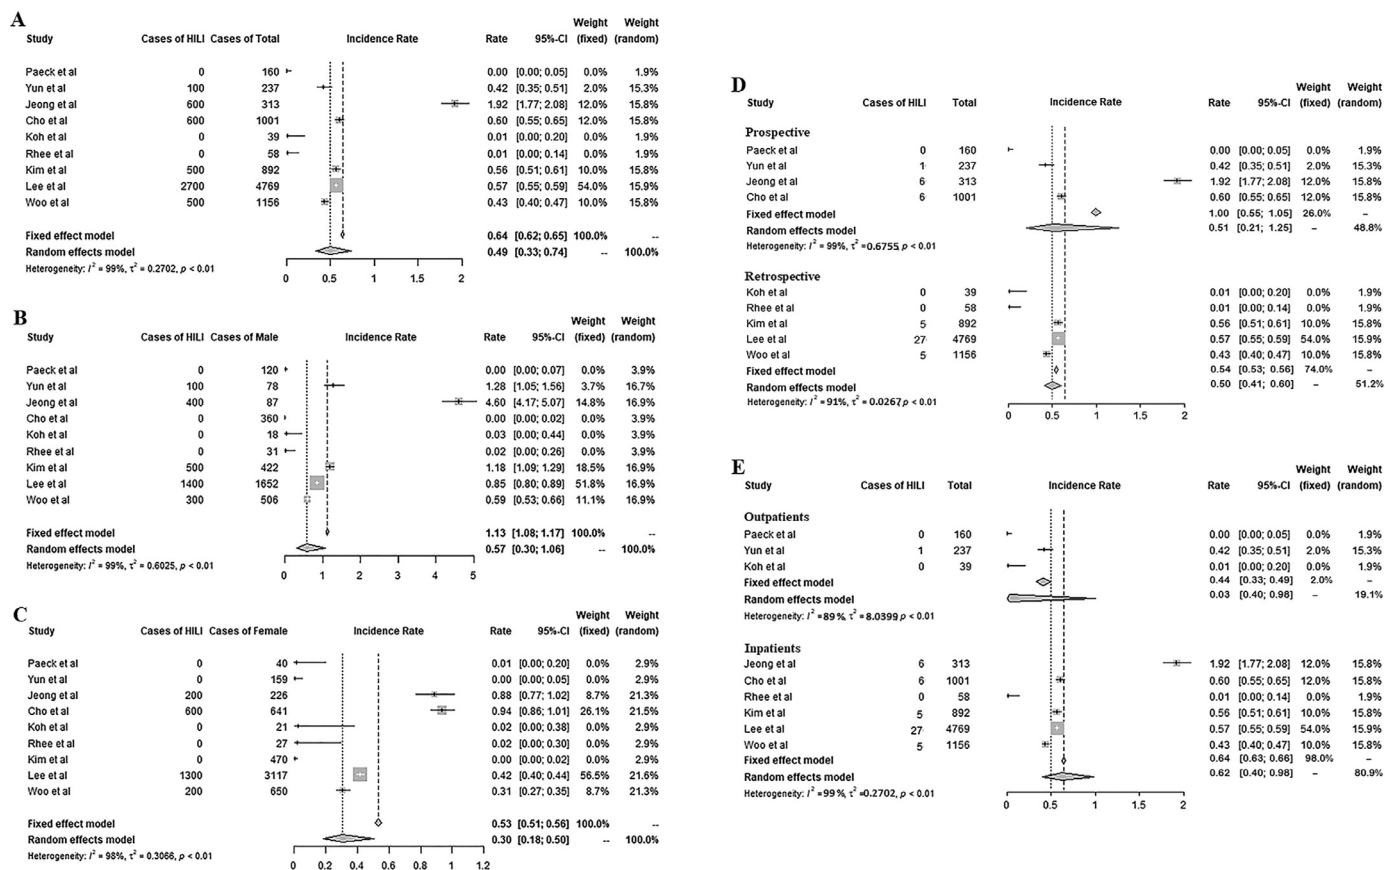 A
Weight Weight
Study Cases of HILI Cases of Total Incidence Rate Rate 95%-CI (fixed) (random)
Paeck et al 0 160 0.00 [0.00; 0.05] 0.0% 1.9%
Yun et al 100 237 0.42 [0.35; 0.51] 2.0% 15.3%
Jeong et al 600 313 1.92 [1.77; 2.08] 12.0% 15.8%
Cho et al 600 1001 0.60 [0.55; 0.65] 12.0% 15.8%
Koh et al 0 39 0.01 [0.00; 0.20] 0.0% 1.9%
Rhee et al 0 58 0.01 [0.00; 0.14] 0.0% 1.9%
Kim et al 500 892 0.56 [0.51; 0.61] 10.0% 15.8%
Lee et al 2700 4769 0.57 [0.55; 0.59] 54.0% 15.9%
Woo et al 500 1156 0.43 [0.40; 0.47] 10.0% 15.8%
Fixed effect model 0.64 [0.62; 0.65] 100.0% --
Random effects model 0.49 [0.33; 0.74] -- 100.0%
Heterogeneity: I² = 99%, τ² = 0.2702, p < 0.01
0 0.5 1 1.5 2
B
Weight Weight
Study Cases of HILI Cases of Male Incidence Rate Rate 95%-CI (fixed) (random)
Paeck et al 0 120 0.00 [0.00; 0.07] 0.0% 3.9%
Yun et al 100 78 1.28 [1.05; 1.56] 3.7% 16.7%
Jeong et al 400 87 4.60 [4.17; 5.07] 14.8% 16.9%
Cho et al 0 360 0.00 [0.00; 0.02] 0.0% 3.9%
Koh et al 0 18 0.03 [0.00; 0.44] 0.0% 3.9%
Rhee et al 0 31 0.02 [0.00; 0.26] 0.0% 3.9%
Kim et al 500 422 1.18 [1.09; 1.29] 18.5% 16.9%
Lee et al 1400 1652 0.85 [0.80; 0.89] 51.8% 16.9%
Woo et al 300 506 0.59 [0.53; 0.66] 11.1% 16.9%
Fixed effect model 1.13 [1.08; 1.17] 100.0% --
Random effects model 0.57 [0.30; 1.06] -- 100.0%
Heterogeneity: I² = 99%, τ² = 0.6025, p < 0.01
0 1 2 3 4 5
C
Weight Weight
Study Cases of HILI Cases of Female Incidence Rate Rate 95%-CI (fixed) (random)
Paeck et al 0 40 0.01 [0.00; 0.20] 0.0% 2.9%
Yun et al 0 159 0.00 [0.00; 0.05] 0.0% 2.9%
Jeong et al 200 226 0.88 [0.77; 1.02] 8.7% 21.3%
Cho et al 600 641 0.94 [0.86; 1.01] 26.1% 21.5%
Koh et al 0 21 0.02 [0.00; 0.38] 0.0% 2.9%
Rhee et al 0 27 0.02 [0.00; 0.30] 0.0% 2.9%
Kim et al 0 470 0.00 [0.00; 0.02] 0.0% 2.9%
Lee et al 1300 3117 0.42 [0.40; 0.44] 56.5% 21.6%
Woo et al 200 650 0.31 [0.27; 0.35] 8.7% 21.3%
Fixed effect model 0.53 [0.51; 0.56] 100.0% --
Random effects model 0.30 [0.18; 0.50] -- 100.0%
Heterogeneity: I² = 98%, τ² = 0.3066, p < 0.01
0 0.2 0.4 0.6 0.8 1 1.2
D
Weight Weight
Study Cases of HILI Total Incidence Rate Rate 95%-CI (fixed) (random)
Prospective
Paeck et al 0 160 0.00 [0.00; 0.05] 0.0% 1.9%
Yun et al 1 237 0.42 [0.35; 0.51] 2.0% 15.3%
Jeong et al 6 313 1.92 [1.77; 2.08] 12.0% 15.8%
Cho et al 6 1001 0.60 [0.55; 0.65] 12.0% 15.8%
Fixed effect model 1.00 [0.55; 1.05] 26.0% –
Random effects model 0.51 [0.21; 1.25] – 48.8%
Heterogeneity: I² = 99%, τ² =0.6755, p < 0.01
Retrospective
Koh et al 0 39 0.01 [0.00; 0.20] 0.0% 1.9%
Rhee et al 0 58 0.01 [0.00; 0.14] 0.0% 1.9%
Kim et al 5 892 0.56 [0.51; 0.61] 10.0% 15.8%
Lee et al 27 4769 0.57 [0.55; 0.59] 54.0% 15.9%
Woo et al 5 1156 0.43 [0.40; 0.47] 10.0% 15.8%
Fixed effect model 0.54 [0.53; 0.56] 74.0% –
Random effects model 0.50 [0.41; 0.60] – 51.2%
Heterogeneity: I² = 91%, τ² = 0.0267, p < 0.01
0 0.5 1 1.5 2
E
Weight Weight
Study Cases of HILI Total Incidence Rate Rate 95%-CI (fixed) (random)
Outpatients
Paeck et al 0 160 0.00 [0.00; 0.05] 0.0% 1.9%
Yun et al 1 237 0.42 [0.35; 0.51] 2.0% 15.3%
Koh et al 0 39 0.01 [0.00; 0.20] 0.0% 1.9%
Fixed effect model 0.44 [0.33; 0.49] 2.0% –
Random effects model 0.03 [0.40; 0.98] – 19.1%
Heterogeneity: I² =89%, τ² = 8.0399, p < 0.01
Inpatients
Jeong et al 6 313 1.92 [1.77; 2.08] 12.0% 15.8%
Cho et al 6 1001 0.60 [0.55; 0.65] 12.0% 15.8%
Rhee et al 0 58 0.01 [0.00; 0.14] 0.0% 1.9%
Kim et al 5 892 0.56 [0.51; 0.61] 10.0% 15.8%
Lee et al 27 4769 0.57 [0.55; 0.59] 54.0% 15.9%
Woo et al 5 1156 0.43 [0.40; 0.47] 10.0% 15.8%
Fixed effect model 0.64 [0.63; 0.66] 98.0% –
Random effects model 0.62 [0.40; 0.98] – 80.9%
Heterogeneity: I² =99%, τ² =0.2702, p < 0.01
0 0.5 1 1.5 2